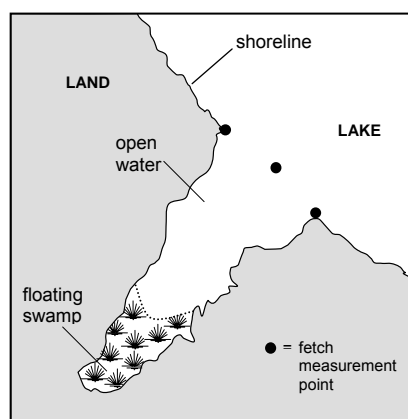 shoreline
LAND
LAKE
open
water
floating
swamp
= fetch
measurement
point